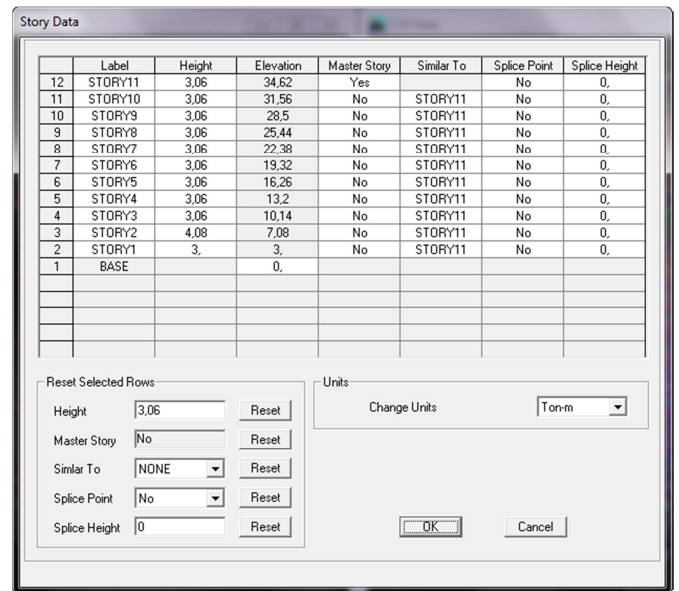 Story Data
Label Height Elevation Master Story Similar To Splice Point Splice Height
12 STORY11 3,06 34,62 Yes No 0,
11 STORY10 3,06 31,56 No STORY11 No 0,
10 STORY9 3,06 28,5 No STORY11 No 0,
9 STORY8 3,06 25,44 No STORY11 No 0,
8 STORY7 3,06 22,38 No STORY11 No 0,
7 STORY6 3,06 19,32 No STORY11 No 0,
6 STORY5 3,06 16,26 No STORY11 No 0,
5 STORY4 3,06 13,2 No STORY11 No 0,
4 STORY3 3,06 10,14 No STORY11 No 0,
3 STORY2 4,08 7,08 No STORY11 No 0,
2 STORY1 3, 3, No STORY11 No 0,
1 BASE 0,
Reset Selected Rows
Height 3,06 Reset
Master Story No Reset
Simlar To NONE Reset
Splice Point No Reset
Splice Height 0 Reset
Units
Change Units Ton-m
OK Cancel